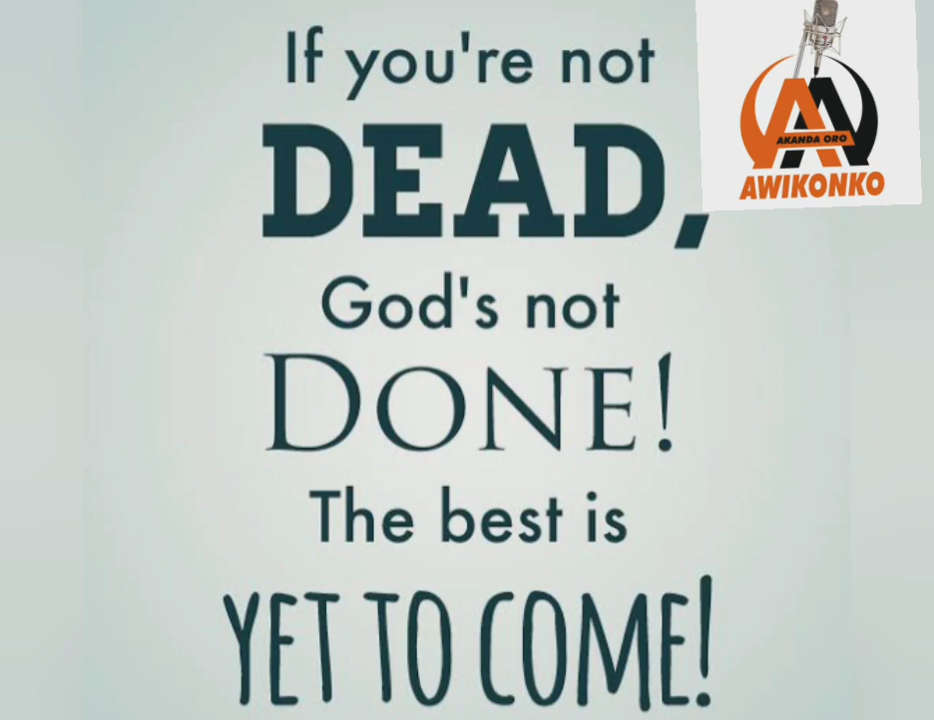 If you're not
DEAD,
God's not
DONE!
The best is
YET TO COME!
AKANDA ORO
AWIKONKO